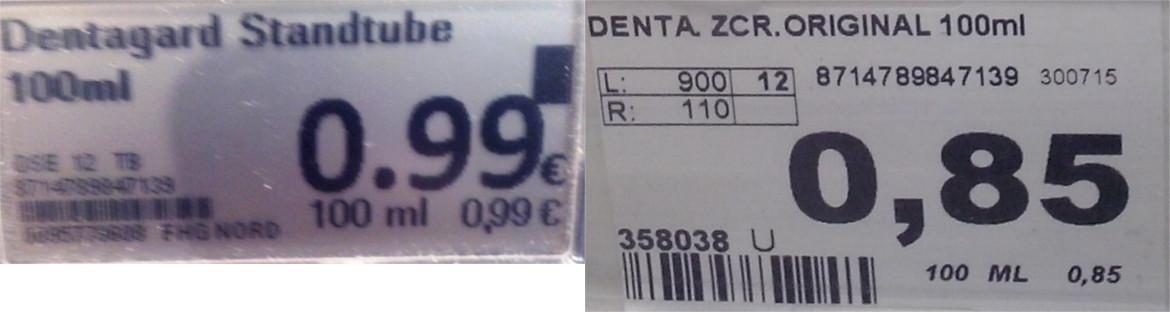 Dentagard Standtube
100ml
0.99€
DSE 12 TB
8714789847139
100 ml 0,99 €
FHG NORD
DENTA. ZCR.ORIGINAL 100ml
L: 900 12 8714789847139 300715
R: 110
0,85
358038 U
100 ML 0,85